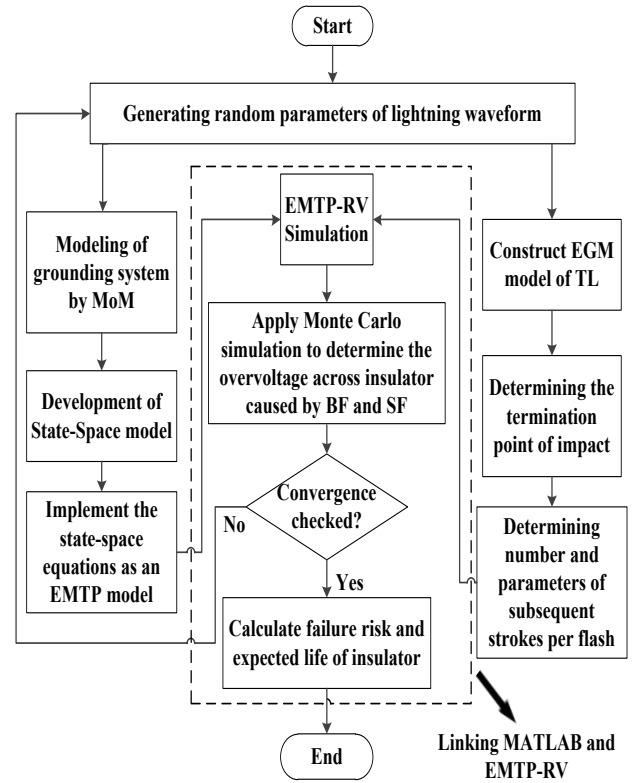 Start
Generating random parameters of lightning waveform
Modeling of
grounding system
by MoM
Development of
State-Space model
Implement the
state-space
equations as an
EMTP model
EMTP-RV
Simulation
Apply Monte Carlo
simulation to determine the
overvoltage across insulator
caused by BF and SF
Convergence
checked?
No
Yes
Calculate failure risk and
expected life of insulator
End
Construct EGM
model of TL
Determining the
termination
point of impact
Determining
number and
parameters of
subsequent
strokes per flash
Linking MATLAB and
EMTP-RV